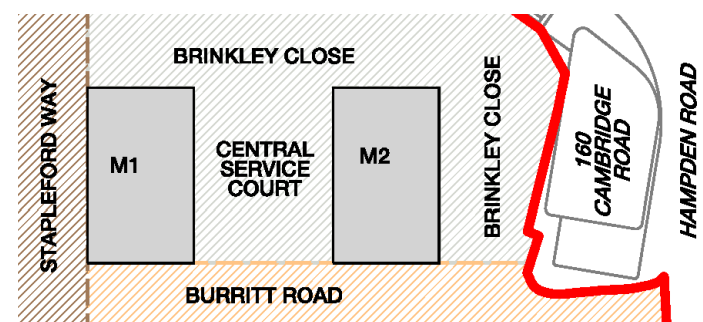 BRINKLEY CLOSE
STAPLEFORD WAY
M1
CENTRAL
SERVICE
COURT
M2
BRINKLEY CLOSE
160
CAMBRIDGE
ROAD
HAMPDEN ROAD
BURRITT ROAD